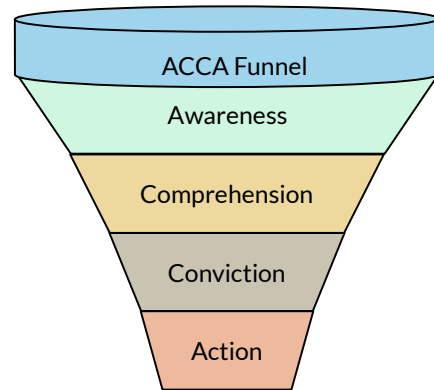 ACCA Funnel
Awareness
Comprehension
Conviction
Action